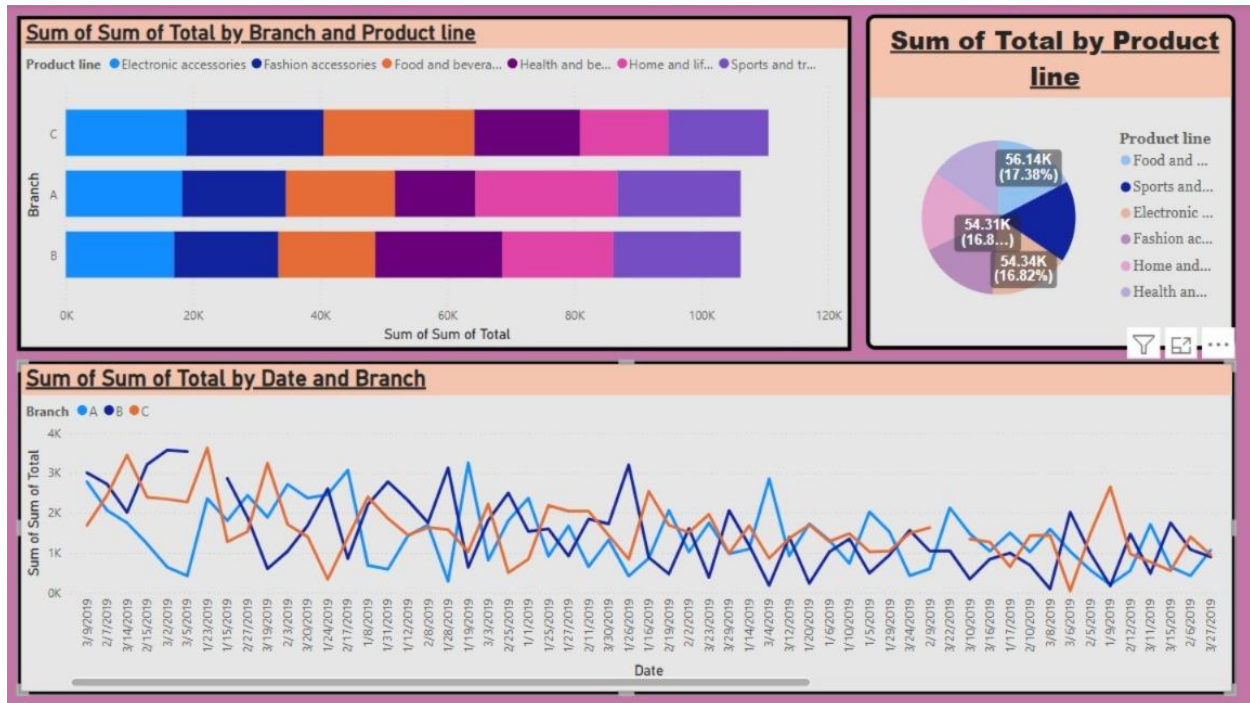 Sum of Sum of Total by Branch and Product line
Product line Electronic accessories Fashion accessories Food and bevera... Health and be... Home and lif... Sports and tr...
C
A
B
Branch
0K 20K 40K 60K 80K 100K 120K
Sum of Sum of Total
Sum of Total by Product
line
56.14K
(17.38%)
54.31K
(16.8...)
54.34K
(16.82%)
Product line
Food and ...
Sports and...
Electronic ...
Fashion ac...
Home and...
Health an...
Sum of Sum of Total by Date and Branch
Branch A B C
4K
3K
2K
1K
0K
Sum of Sum of Total
3/9/2019 2/7/2019 3/14/2019 2/15/2019 3/2/2019 3/5/2019 1/23/2019 1/15/2019 2/27/2019 3/19/2019 2/3/2019 3/20/2019 2/4/2019 2/17/2019 1/8/2019 1/31/2019 1/12/2019 2/8/2019 1/28/2019 1/19/2019 3/3/2019 2/25/2019 1/1/2019 1/25/2019 1/27/2019 2/11/2019 3/30/2019 1/26/2019 1/16/2019 2/19/2019 2/2/2019 3/23/2019 3/29/2019 1/14/2019 3/4/2019 3/12/2019 1/20/2019 1/6/2019 1/10/2019 1/5/2019 1/29/2019 3/24/2019 2/9/2019 3/22/2019 3/10/2019 3/16/2019 1/17/2019 2/10/2019 3/8/2019 3/6/2019 2/5/2019 1/9/2019 2/12/2019 3/11/2019 3/15/2019 2/6/2019 3/27/2019
Date